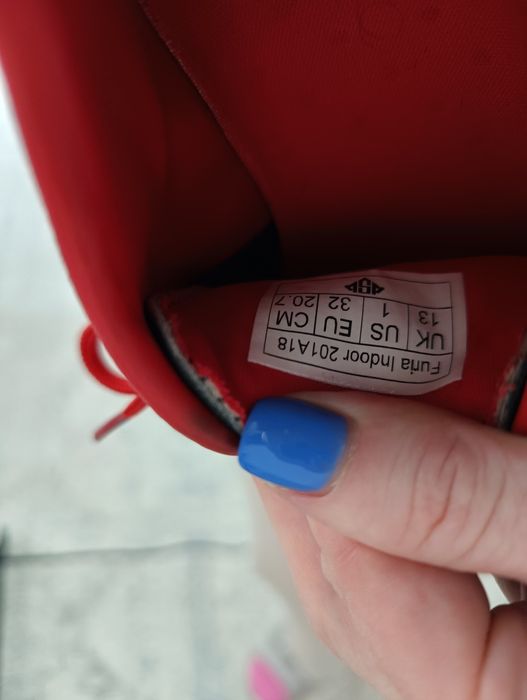 Furia Indoor 201A18
UK US EU CM
13 1 32 20.7